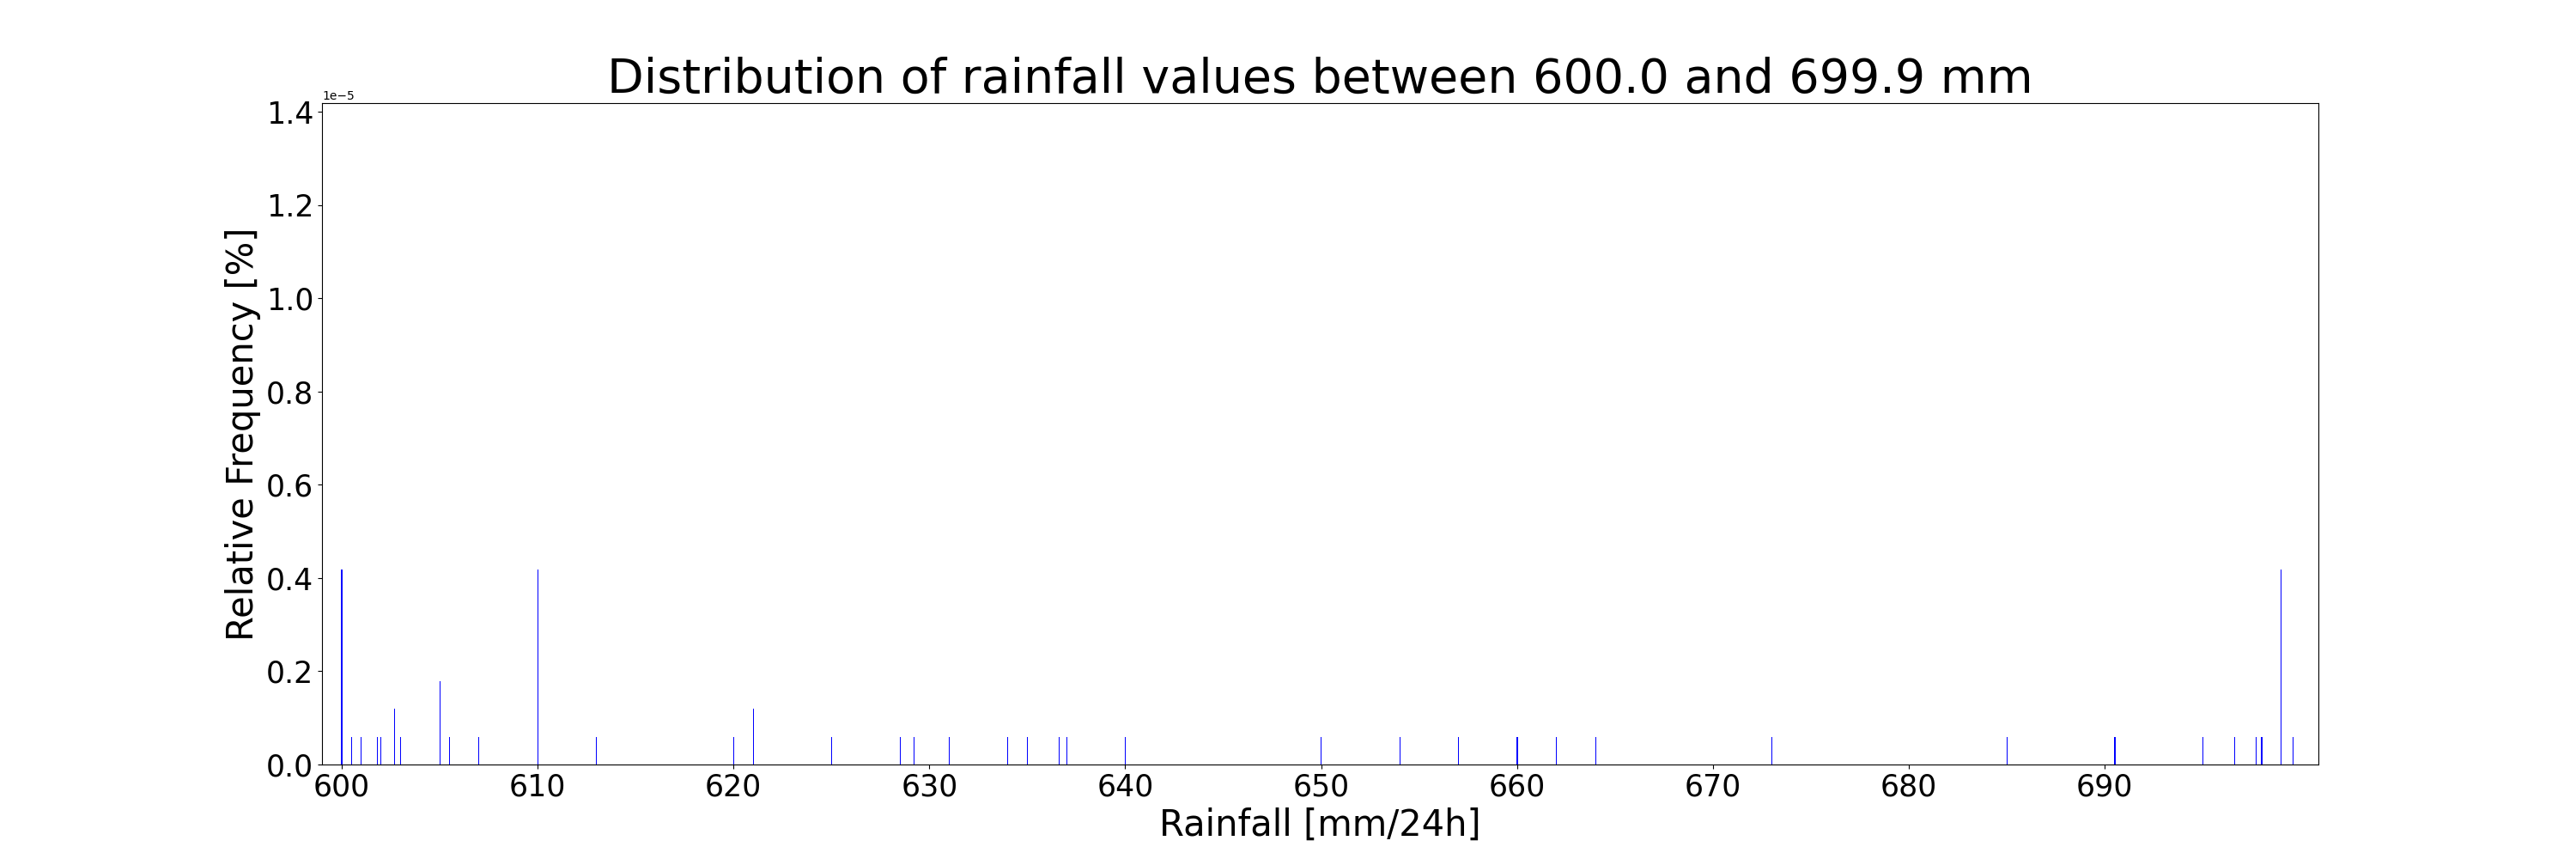 Distribution of rainfall values between 600.0 and 699.9 mm
1e−5
1.4
1.2
1.0
0.8
0.6
0.4
0.2
0.0
Relative Frequency [%]
600 610 620 630 640 650 660 670 680 690
Rainfall [mm/24h]